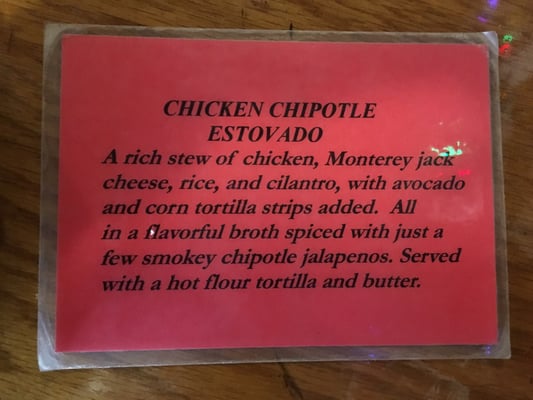 CHICKEN CHIPOTLE
ESTOVADO
A rich stew of chicken, Monterey jack
cheese, rice, and cilantro, with avocado
and corn tortilla strips added. All
in a flavorful broth spiced with just a
few smokey chipotle jalapenos. Served
with a hot flour tortilla and butter.